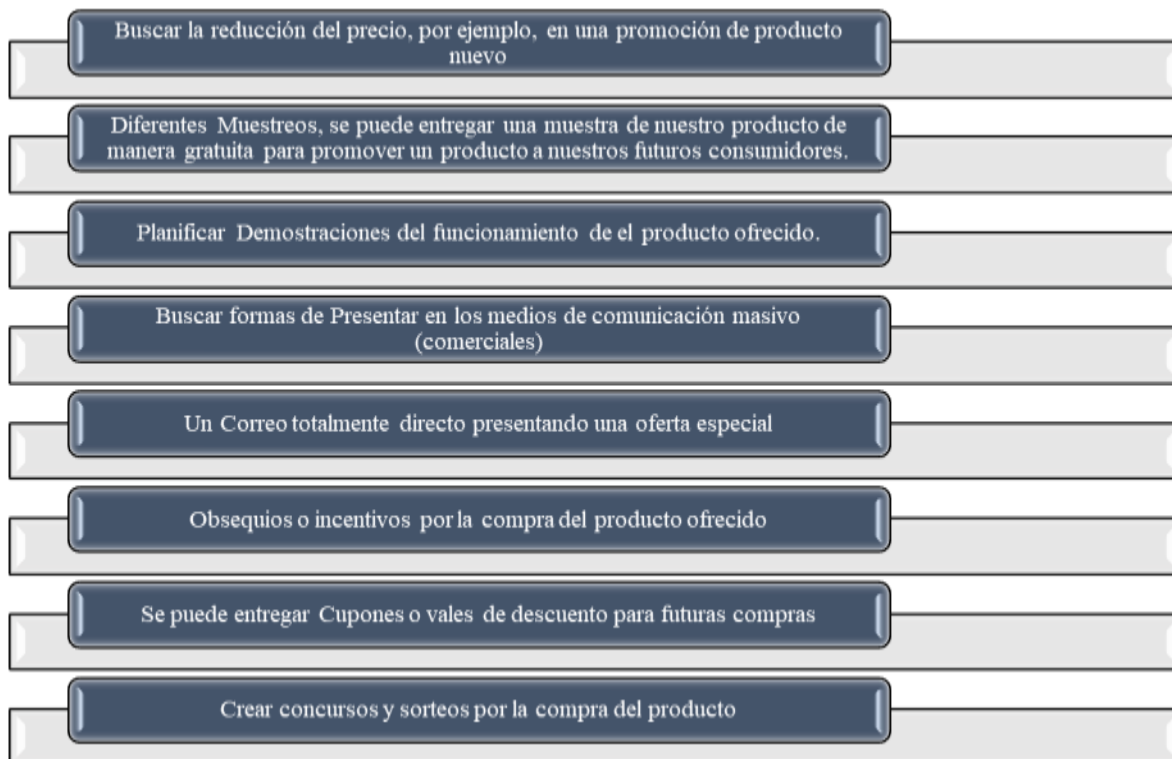 Buscar la reducción del precio, por ejemplo, en una promoción de producto
nuevo
Diferentes Muestreos, se puede entregar una muestra de nuestro producto de
manera gratuita para promover un producto a nuestros futuros consumidores.
Planificar Demostraciones del funcionamiento de el producto ofrecido.
Buscar formas de Presentar en los medios de comunicación masivo
(comerciales)
Un Correo totalmente directo presentando una oferta especial
Obsequios o incentivos por la compra del producto ofrecido
Se puede entregar Cupones o vales de descuento para futuras compras
Crear concursos y sorteos por la compra del producto